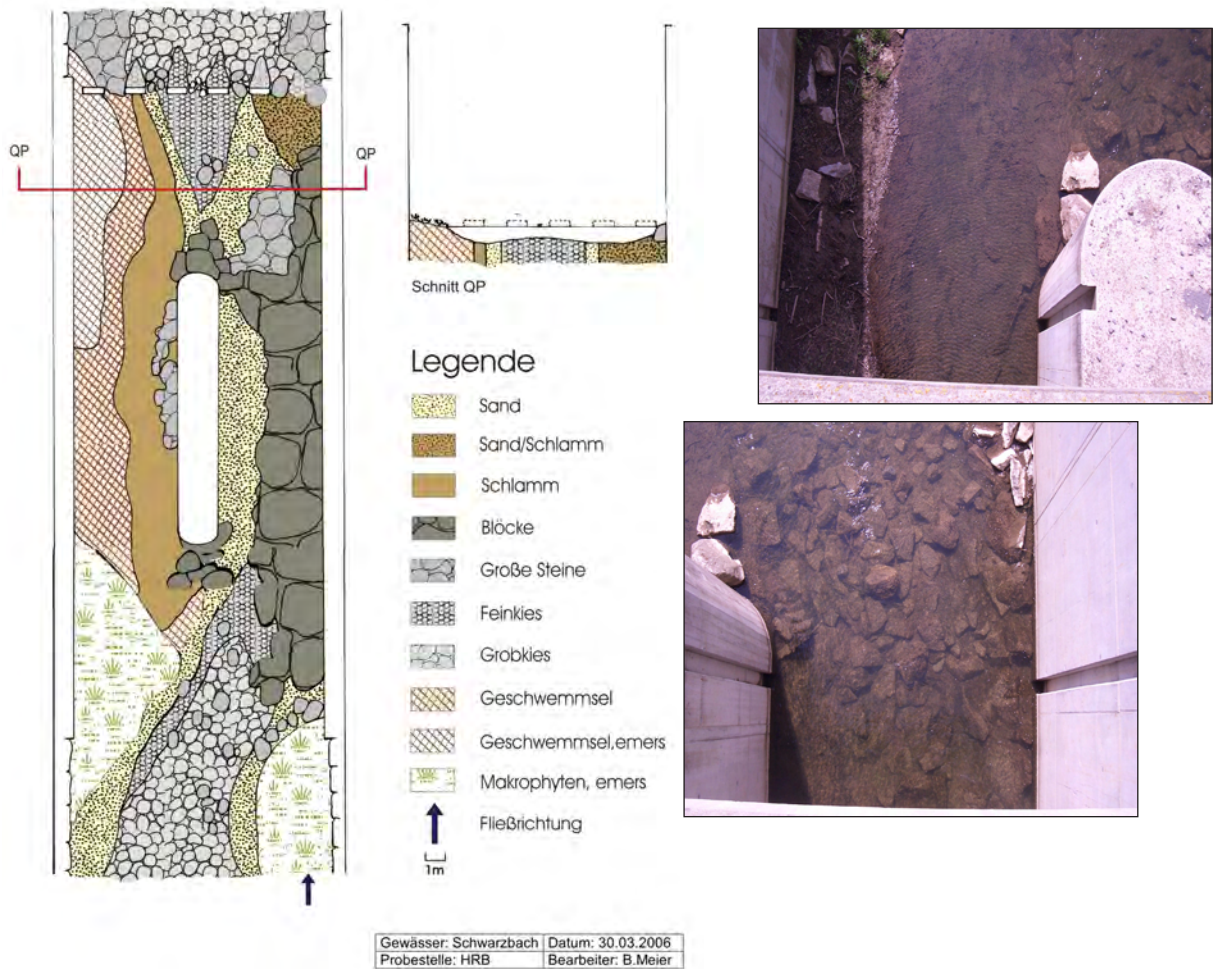 QP
QP
Schnitt QP
Legende
Sand
Sand/Schlamm
Schlamm
Blöcke
Große Steine
Feinkies
Grobkies
Geschwemmsel
Geschwemmsel,emers
Makrophyten, emers
Fließrichtung
1m
Gewässer: Schwarzbach Datum: 30.03.2006
Probestelle: HRB Bearbeiter: B.Meier